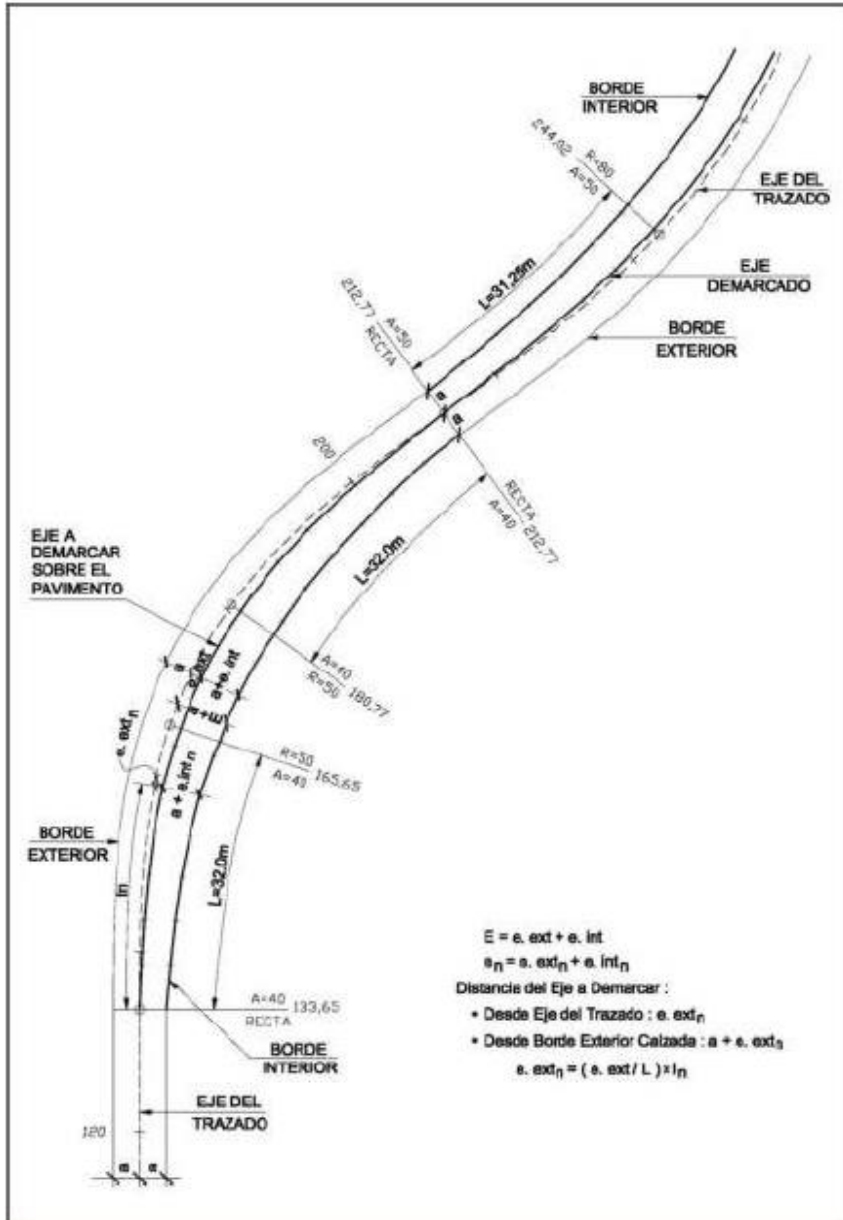 BORDE
INTERIOR
244,02
R<80
A=50
EJE DEL
TRAZADO
L=31,25m
EJE
DEMARCADO
212,77
A=50
RECTA
BORDE
EXTERIOR
a
a
200
RECTA
A=40
212,77
L=32.0m
EJE A
DEMARCAR
SOBRE EL
PAVIMENTO
a
e. ext
a+e. int
a+E
A=40
R=50
180,77
e. extn
R=50
A=40
165,65
a + e. intn
BORDE
EXTERIOR
ln
L=32.0m
E = e. ext + e. int
en = e. extn + e. intn
Distancia del Eje a Demarcar :
• Desde Eje del Trazado : e. extn
• Desde Borde Exterior Calzada : a + e. extn
e. extn = ( e. ext / L ) x ln
A=40
RECTA
133,65
BORDE
INTERIOR
EJE DEL
TRAZADO
120
a
a